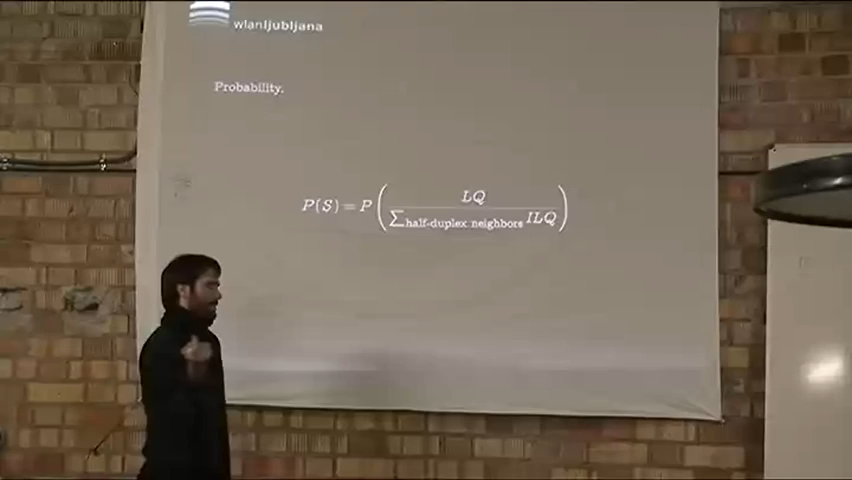 wlanljubljana
Probability.
P(S) = P ( LQ / ∑half-duplex neighbors ILQ )